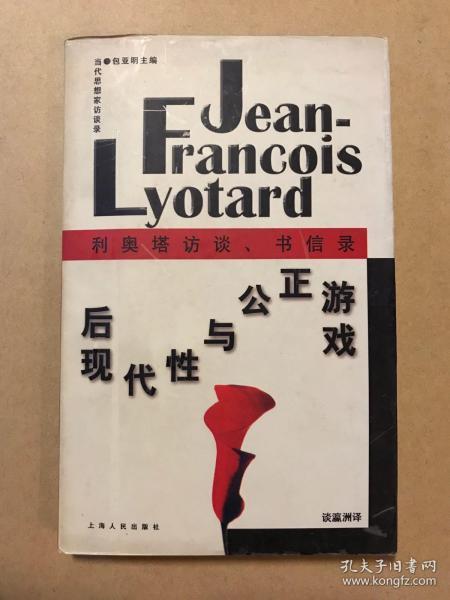 当代思想家访谈录
●包亚明主编
Jean-
Francois
Lyotard
利奥塔访谈、书信录
后现代性与公正游戏
谈瀛洲译
上海人民出版社
孔夫子旧书网
www.kongfz.com